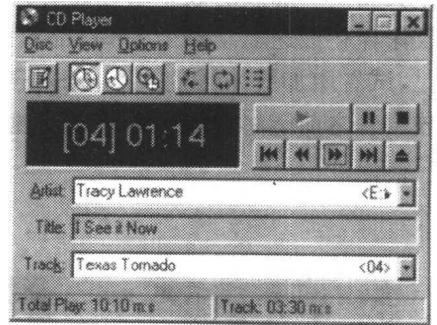 CD Player
Disc View Options Help
[04] 01:14
Artist: Tracy Lawrence <E:>
Title: I See it Now
Track: Texas Tornado <04>
Total Play: 10:10 m:s Track: 03:30 m:s